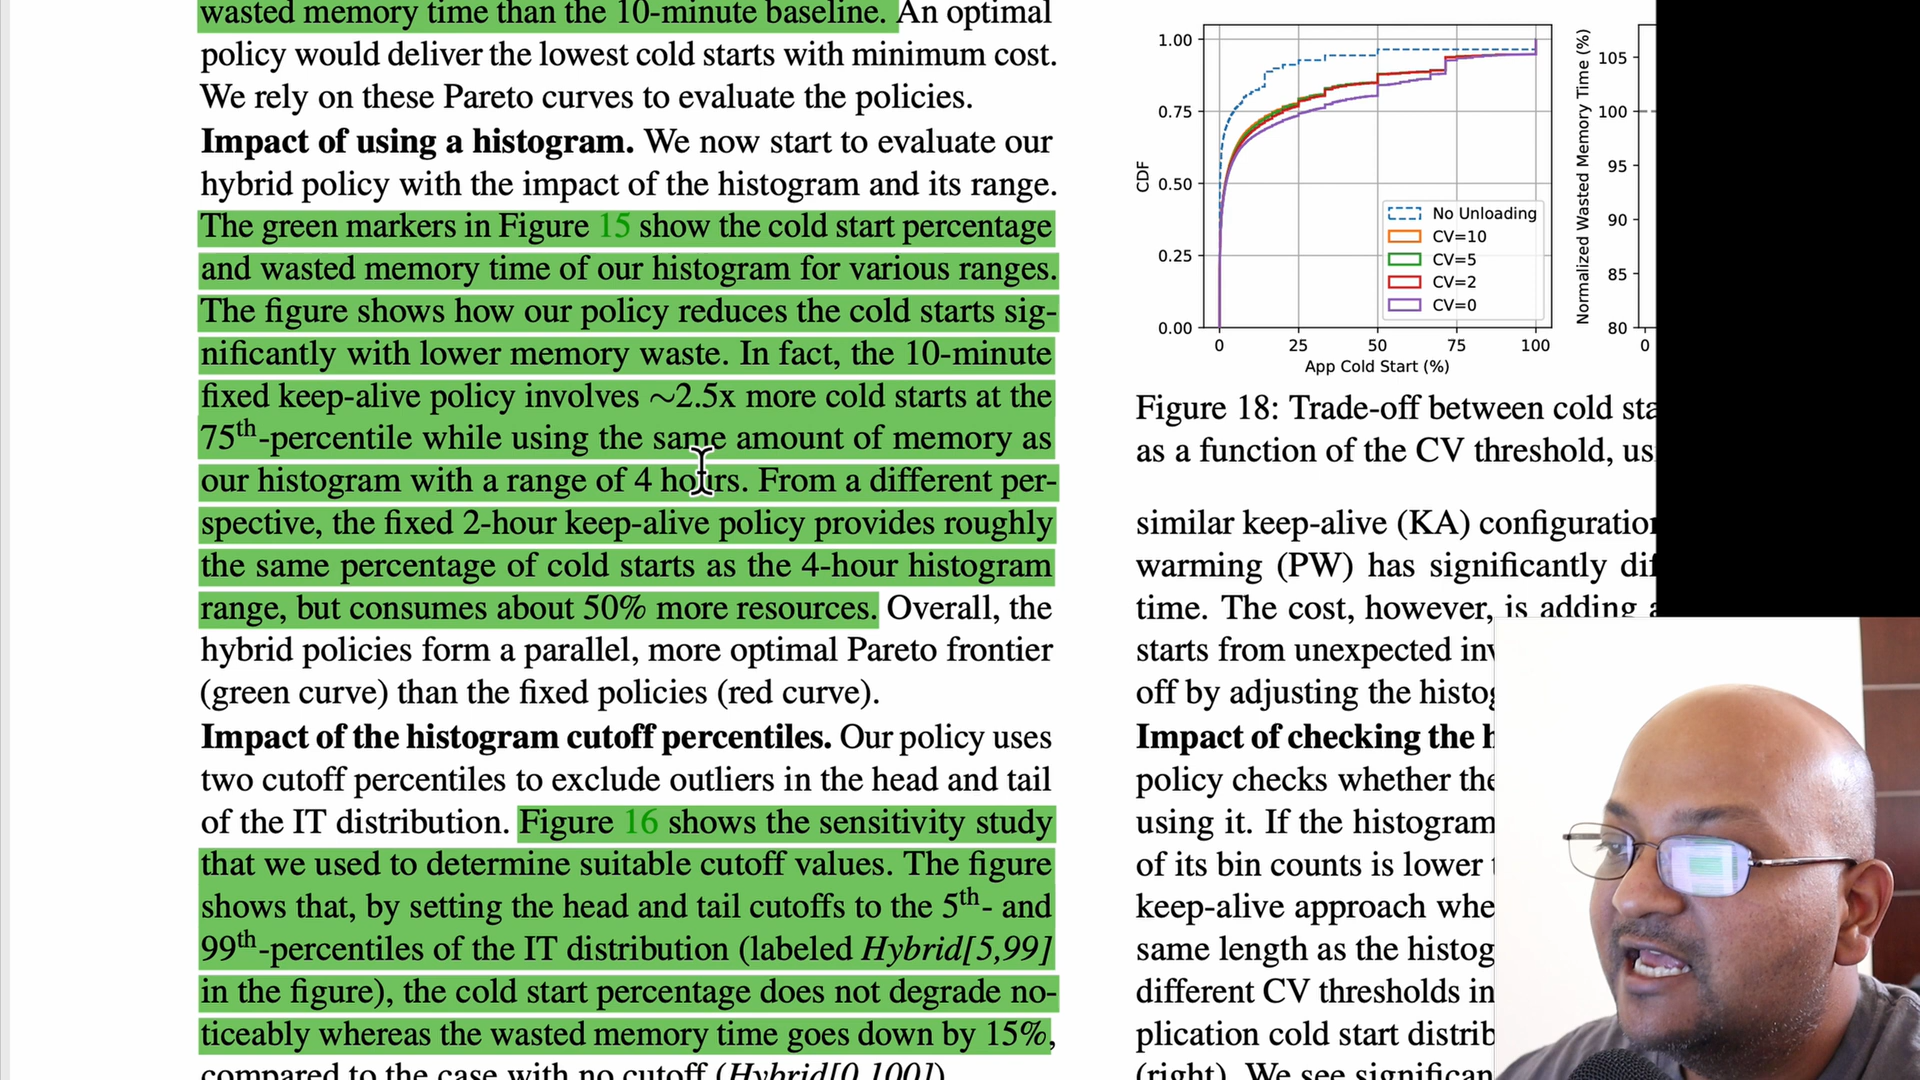 wasted memory time than the 10-minute baseline. An optimal
policy would deliver the lowest cold starts with minimum cost.
We rely on these Pareto curves to evaluate the policies.
Impact of using a histogram. We now start to evaluate our
hybrid policy with the impact of the histogram and its range.
The green markers in Figure 15 show the cold start percentage
and wasted memory time of our histogram for various ranges.
The figure shows how our policy reduces the cold starts sig-
nificantly with lower memory waste. In fact, the 10-minute
fixed keep-alive policy involves ~2.5x more cold starts at the
75th-percentile while using the same amount of memory as
our histogram with a range of 4 hours. From a different per-
spective, the fixed 2-hour keep-alive policy provides roughly
the same percentage of cold starts as the 4-hour histogram
range, but consumes about 50% more resources. Overall, the
hybrid policies form a parallel, more optimal Pareto frontier
(green curve) than the fixed policies (red curve).
Impact of the histogram cutoff percentiles. Our policy uses
two cutoff percentiles to exclude outliers in the head and tail
of the IT distribution. Figure 16 shows the sensitivity study
that we used to determine suitable cutoff values. The figure
shows that, by setting the head and tail cutoffs to the 5th- and
99th-percentiles of the IT distribution (labeled Hybrid[5,99]
in the figure), the cold start percentage does not degrade no-
ticeably whereas the wasted memory time goes down by 15%,
compared to the case with no cutoff (Hybrid[0,100]).
1.00
0.75
0.50
0.25
0.00
CDF
No Unloading
CV=10
CV=5
CV=2
CV=0
0 25 50 75 100
App Cold Start (%)
Normalized Wasted Memory Time (%)
105
100
95
90
85
80
0
Figure 18: Trade-off between cold sta
as a function of the CV threshold, us
similar keep-alive (KA) configuration
warming (PW) has significantly dif
time. The cost, however, is adding a
starts from unexpected inv
off by adjusting the histog
Impact of checking the h
policy checks whether the
using it. If the histogram
of its bin counts is lower t
keep-alive approach whe
same length as the histog
different CV thresholds in
plication cold start distrib
(right). We see significan